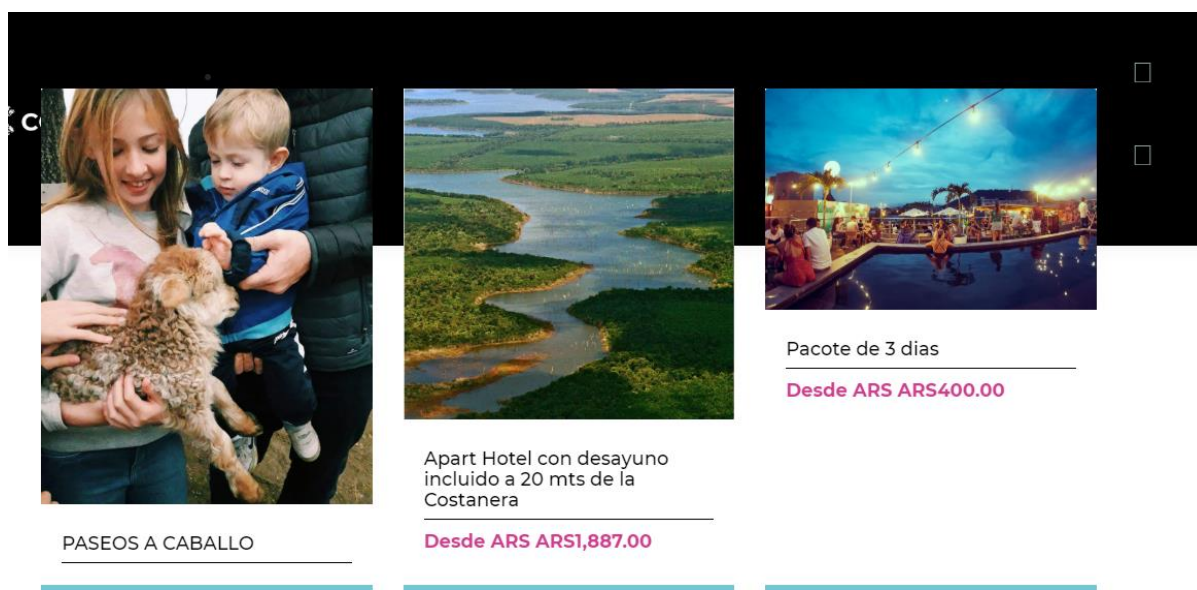 PASEOS A CABALLO
Apart Hotel con desayuno
incluido a 20 mts de la
Costanera
Desde ARS ARS1,887.00
Pacote de 3 dias
Desde ARS ARS400.00